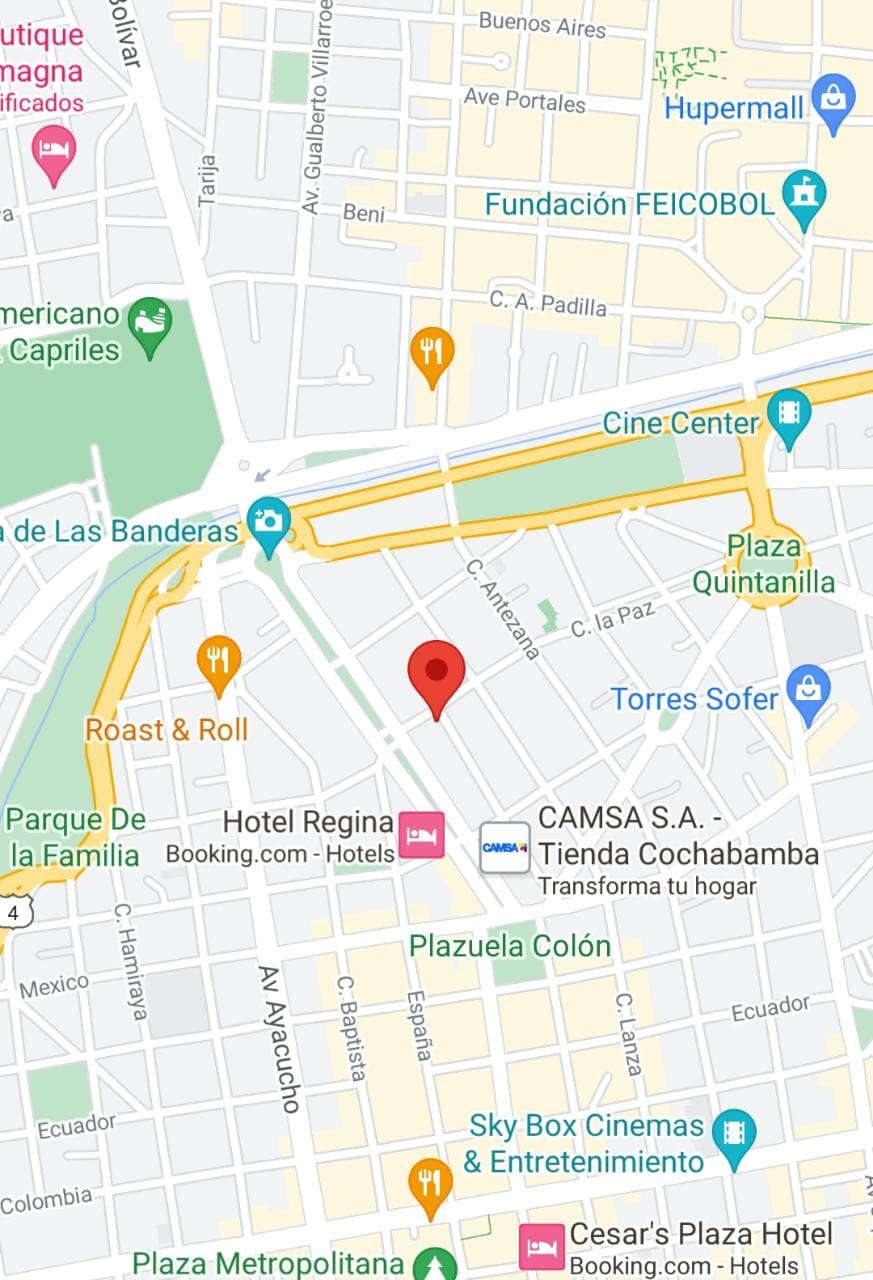 Bolívar
utique
magna
ificados
Buenos Aires
Av. Gualberto Villarroe
Ave Portales
Hupermall
Tarija
Beni
Fundación FEICOBOL
a
C. A. Padilla
mericano
Capriles
Cine Center
a de Las Banderas
Plaza
Quintanilla
C. Antezana
C. la Paz
Roast & Roll
Torres Sofer
Parque De
la Familia
Hotel Regina
Booking.com - Hotels
CAMSA
CAMSA S.A. -
Tienda Cochabamba
Transforma tu hogar
4
Plazuela Colón
C. Hamiraya
Mexico
Av Ayacucho
C. Baptista
España
C. Lanza
Ecuador
Ecuador
Sky Box Cinemas
& Entretenimiento
Colombia
Av
Cesar's Plaza Hotel
Booking.com - Hotels
Plaza Metropolitana